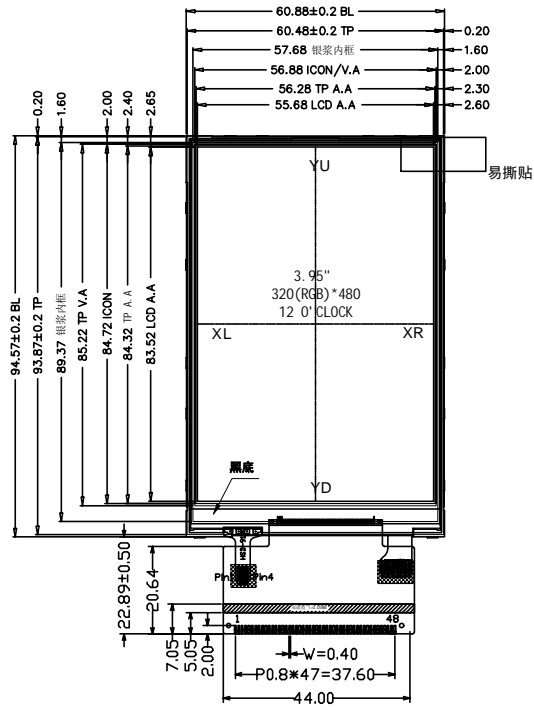 60.88±0.2 BL
60.48±0.2 TP
0.20
57.68 银浆内框
1.60
56.88 ICON/V.A
2.00
56.28 TP A.A
2.30
55.68 LCD A.A
2.60
0.20
1.60
2.00
2.40
2.65
YU
易撕贴
3.95"
320(RGB)*480
12 O'CLOCK
XL
XR
94.57±0.2 BL
93.87±0.2 TP
89.37 银浆内框
85.22 TP V.A
84.72 ICON
84.32 TP A.A
83.52 LCD A.A
黑底
YD
Pin1
Pin4
22.89±0.50
20.64
7.05
5.05
2.00
1
48
W=0.40
P0.8*47=37.60
44.00